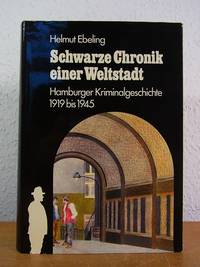 Helmut Ebeling
Schwarze Chronik
einer Weltstadt
Hamburger Kriminalgeschichte
1919 bis 1945